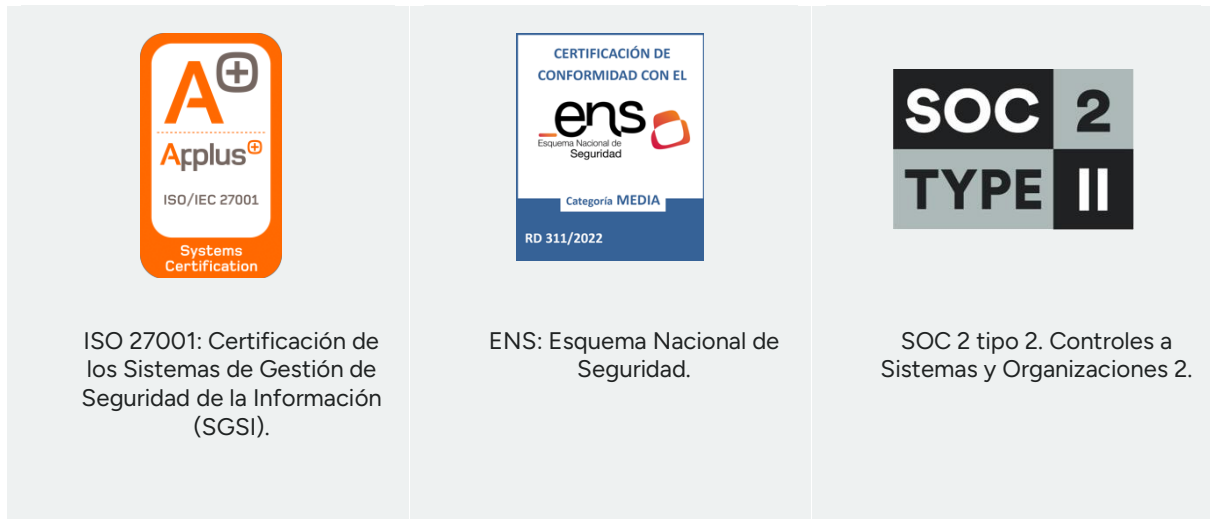 A+
Applus+
ISO/IEC 27001
Systems
Certification
ISO 27001: Certificación de
los Sistemas de Gestión de
Seguridad de la Información
(SGSI).
CERTIFICACIÓN DE
CONFORMIDAD CON EL
_ens
Esquema Nacional de
Seguridad
Categoría MEDIA
RD 311/2022
ENS: Esquema Nacional de
Seguridad.
SOC 2
TYPE II
SOC 2 tipo 2. Controles a
Sistemas y Organizaciones 2.